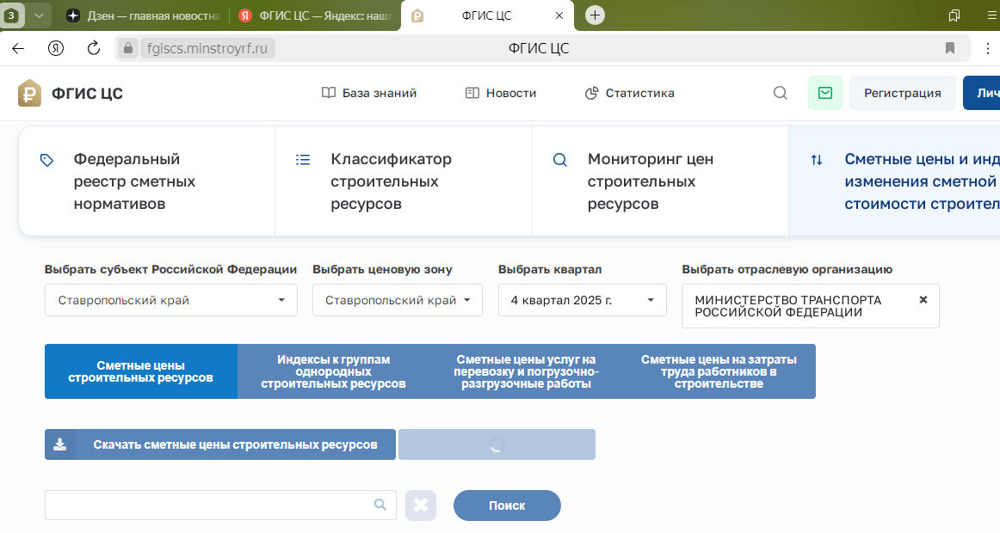 3
Дзен — главная новостна
Я
ФГИС ЦС — Яндекс: наш
ФГИС ЦС
Я
fgiscs.minstroyrf.ru
ФГИС ЦС
ФГИС ЦС
База знаний
Новости
Статистика
Регистрация
Лич
Федеральный
реестр сметных
нормативов
Классификатор
строительных
ресурсов
Мониторинг цен
строительных
ресурсов
Сметные цены и инд
изменения сметной
стоимости строител
Выбрать субъект Российской Федерации
Выбрать ценовую зону
Выбрать квартал
Выбрать отраслевую организацию
Ставропольский край
Ставропольский край
4 квартал 2025 г.
МИНИСТЕРСТВО ТРАНСПОРТА
РОССИЙСКОЙ ФЕДЕРАЦИИ
Сметные цены
строительных ресурсов
Индексы к группам
однородных
строительных ресурсов
Сметные цены услуг на
перевозку и погрузочно-
разгрузочные работы
Сметные цены на затраты
труда работников в
строительстве
Скачать сметные цены строительных ресурсов
Поиск